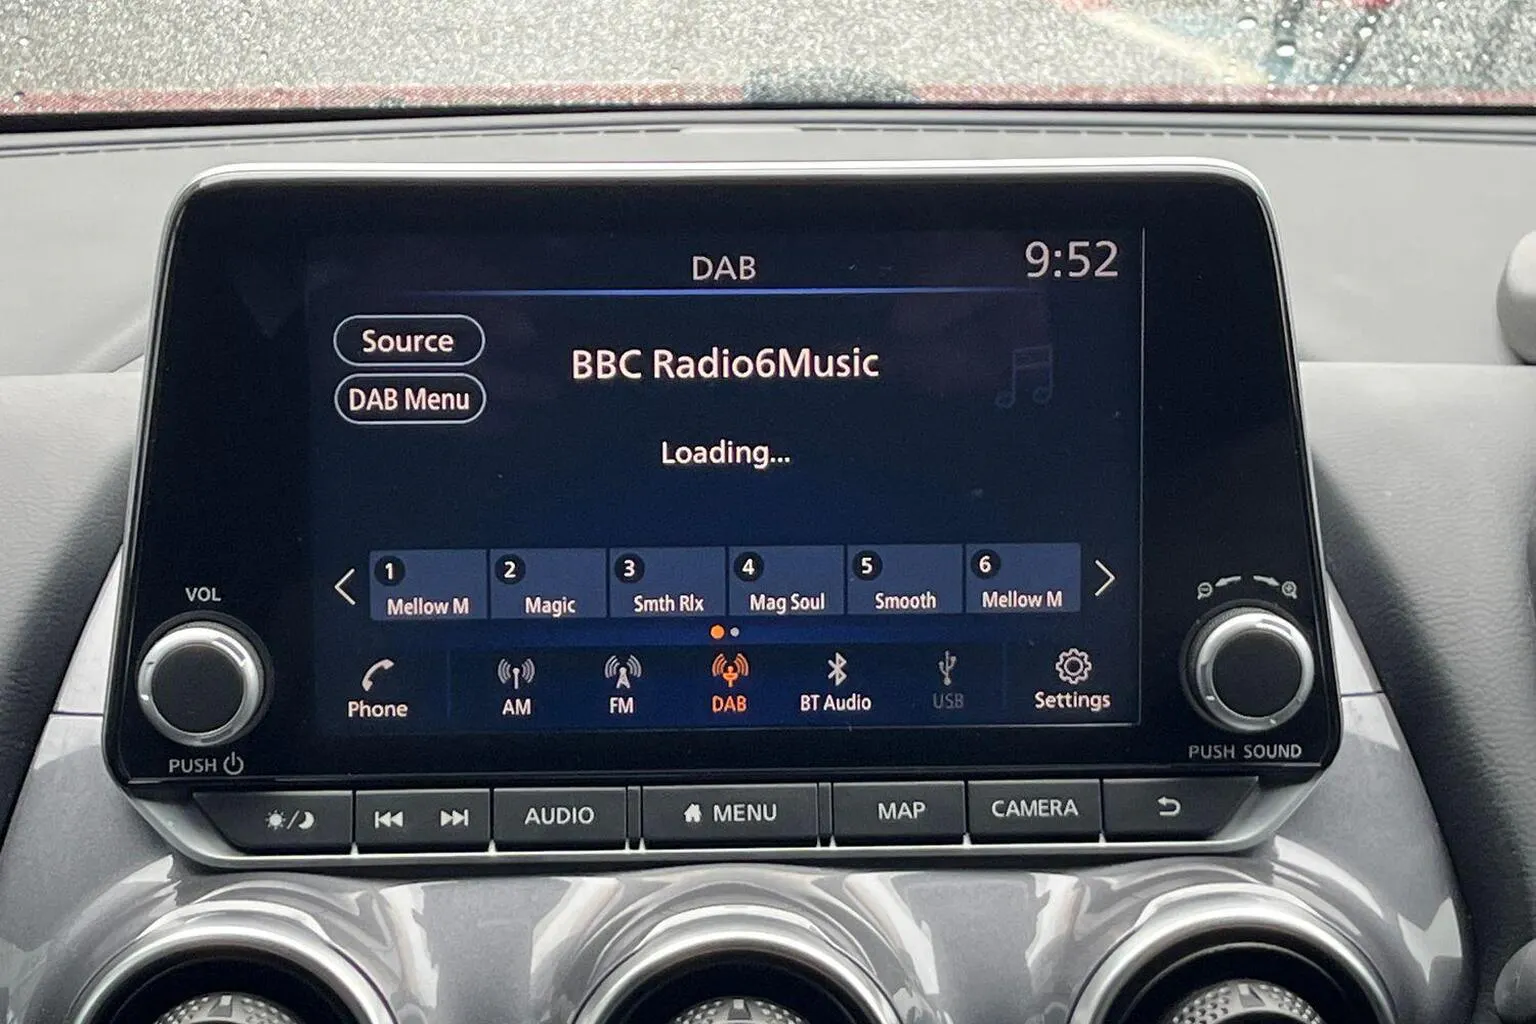 DAB
9:52
Source
BBC Radio6Music
DAB Menu
Loading...
1 Mellow M
2 Magic
3 Smth Rlx
4 Mag Soul
5 Smooth
6 Mellow M
VOL
Phone
AM
FM
DAB
BT Audio
USB
Settings
PUSH
PUSH SOUND
AUDIO
MENU
MAP
CAMERA